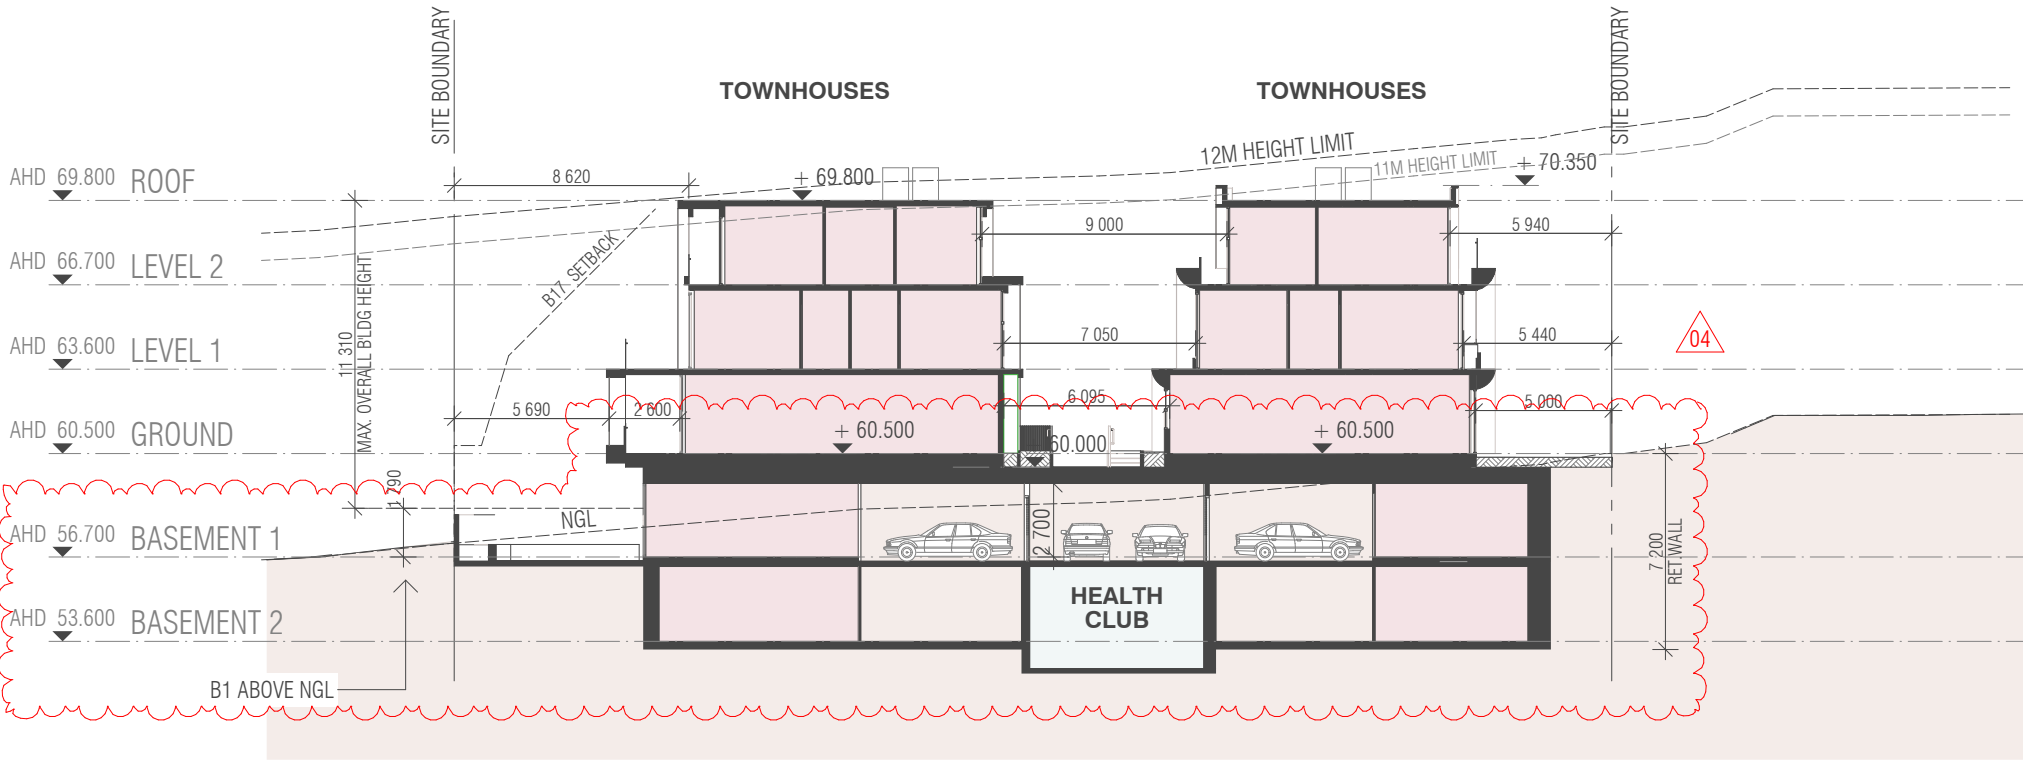 SITE BOUNDARY
SITE BOUNDARY
TOWNHOUSES
TOWNHOUSES
12M HEIGHT LIMIT
11M HEIGHT LIMIT
+ 70.350
AHD 69.800 ROOF
8 620
+ 69.800
9 000
5 940
AHD 66.700 LEVEL 2
B17 SETBACK
11 310
MAX. OVERALL B'LDG HEIGHT
AHD 63.600 LEVEL 1
7 050
5 440
04
5 690
2 600
6 095
5 000
AHD 60.500 GROUND
+ 60.500
60.000
+ 60.500
1 790
NGL
AHD 56.700 BASEMENT 1
2 700
7 200
RET.WALL
AHD 53.600 BASEMENT 2
HEALTH
CLUB
B1 ABOVE NGL